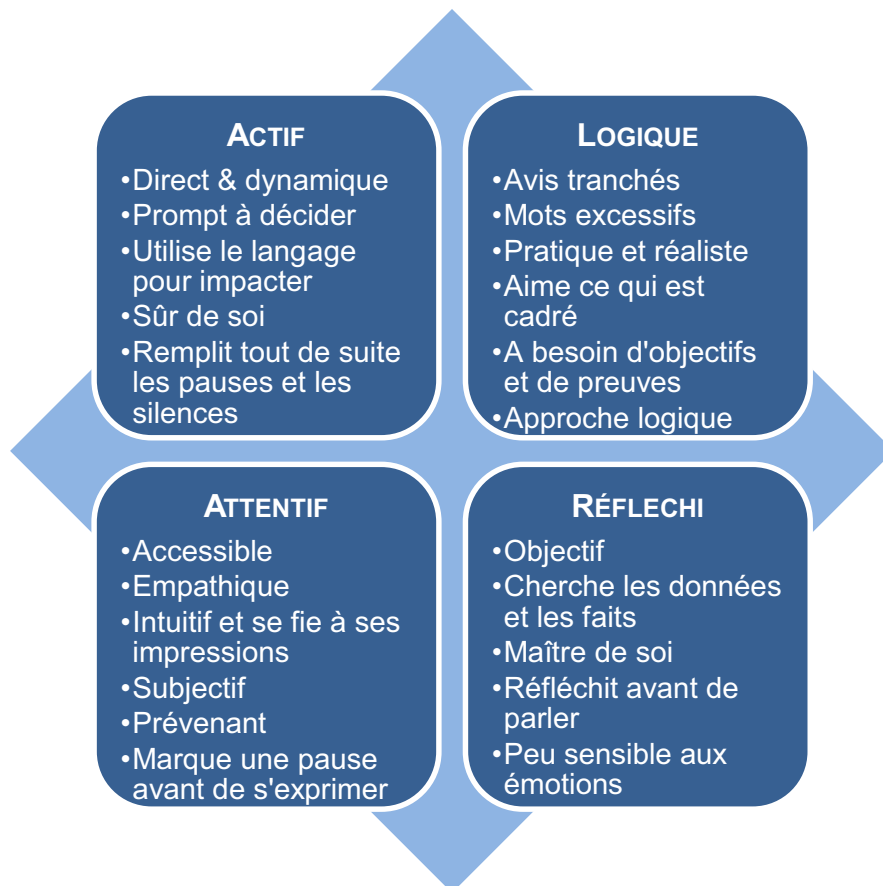 ACTIF
•Direct & dynamique
•Prompt à décider
•Utilise le langage
pour impacter
•Sûr de soi
•Remplit tout de suite
les pauses et les
silences
LOGIQUE
•Avis tranchés
•Mots excessifs
•Pratique et réaliste
•Aime ce qui est
cadré
•A besoin d'objectifs
et de preuves
•Approche logique
ATTENTIF
•Accessible
•Empathique
•Intuitif et se fie à ses
impressions
•Subjectif
•Prévenant
•Marque une pause
avant de s'exprimer
RÉFLECHI
•Objectif
•Cherche les données
et les faits
•Maître de soi
•Réfléchit avant de
parler
•Peu sensible aux
émotions